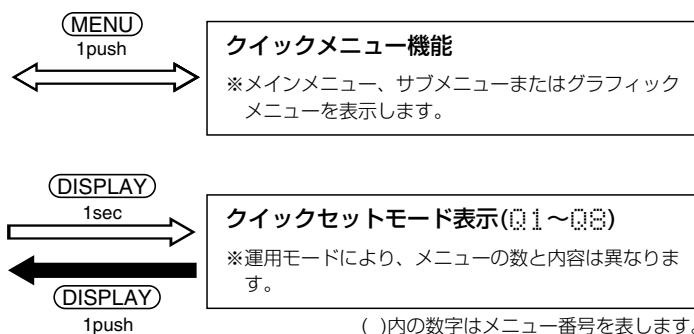 MENU
1push
クイックメニュー機能
※メインメニュー、サブメニューまたはグラフィック
メニューを表示します。
DISPLAY
1sec
クイックセットモード表示(Q1～Q8)
※運用モードにより、メニューの数と内容は異なりま
す。
DISPLAY
1push
( )内の数字はメニュー番号を表します。